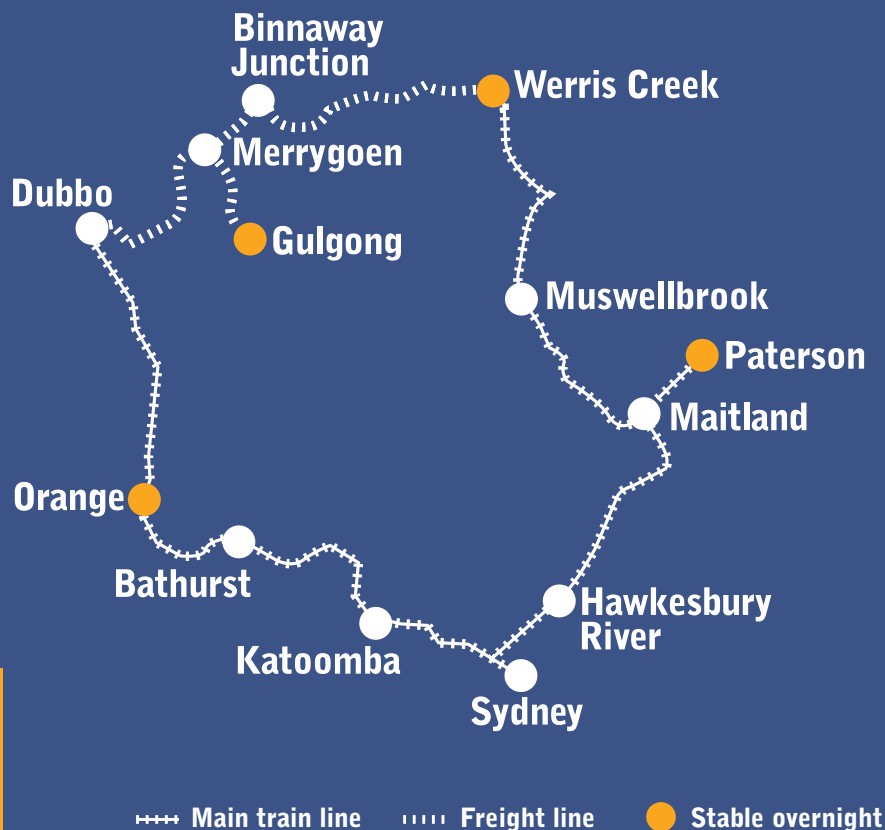 Binnaway
Junction
Werris Creek
Merrygoen
Dubbo
Gulgong
Muswellbrook
Paterson
Maitland
Orange
Bathurst
Hawkesbury
River
Katoomba
Sydney
Main train line
Freight line
Stable overnight